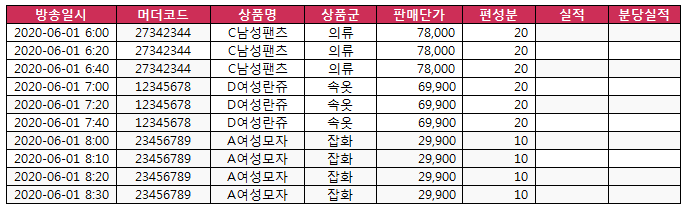 방송일시 머더코드 상품명 상품군 판매단가 편성분 실적 분당실적
2020-06-01 6:00 27342344 C남성팬츠 의류 78,000 20
2020-06-01 6:20 27342344 C남성팬츠 의류 78,000 20
2020-06-01 6:40 27342344 C남성팬츠 의류 78,000 20
2020-06-01 7:00 12345678 D여성란쥬 속옷 69,900 20
2020-06-01 7:20 12345678 D여성란쥬 속옷 69,900 20
2020-06-01 7:40 12345678 D여성란쥬 속옷 69,900 20
2020-06-01 8:00 23456789 A여성모자 잡화 29,900 10
2020-06-01 8:10 23456789 A여성모자 잡화 29,900 10
2020-06-01 8:20 23456789 A여성모자 잡화 29,900 10
2020-06-01 8:30 23456789 A여성모자 잡화 29,900 10